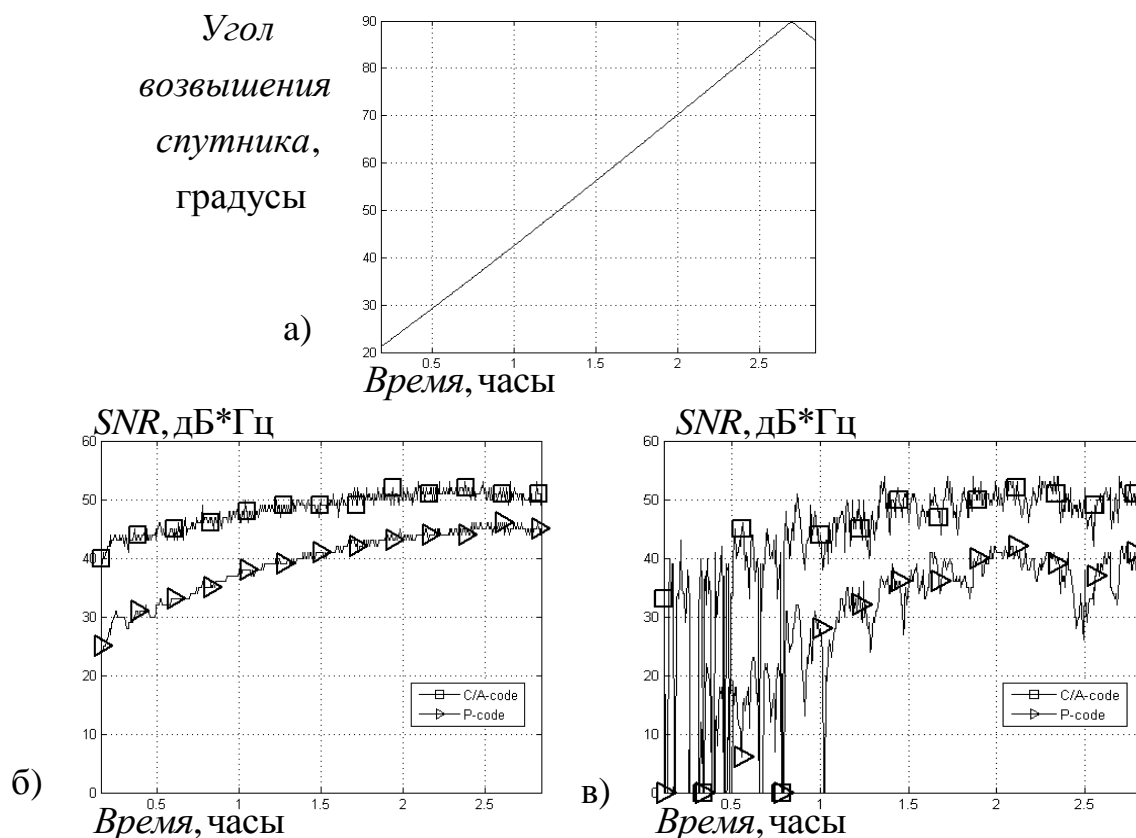 Угол
возвышения
спутника,
градусы
90
80
70
60
50
40
30
20
0.5 1 1.5 2 2.5
а)
Время, часы
SNR, дБ*Гц
60
50
40
30
20
10
0
0.5 1 1.5 2 2.5
C/A-code
P-code
б)
Время, часы
SNR, дБ*Гц
60
50
40
30
20
10
0
0.5 1 1.5 2 2.5
C/A-code
P-code
в)
Время, часы